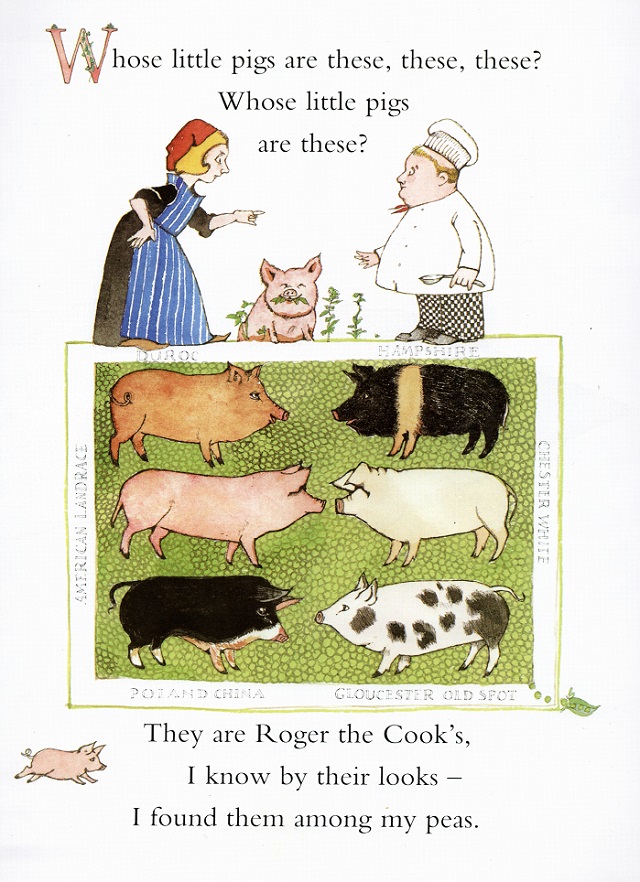 Whose little pigs are these, these, these?
Whose little pigs
are these?
DUROC
HAMPSHIRE
AMERICAN LANDRACE
CHESTER WHITE
POLAND CHINA
GLOUCESTER OLD SPOT
They are Roger the Cook's,
I know by their looks –
I found them among my peas.